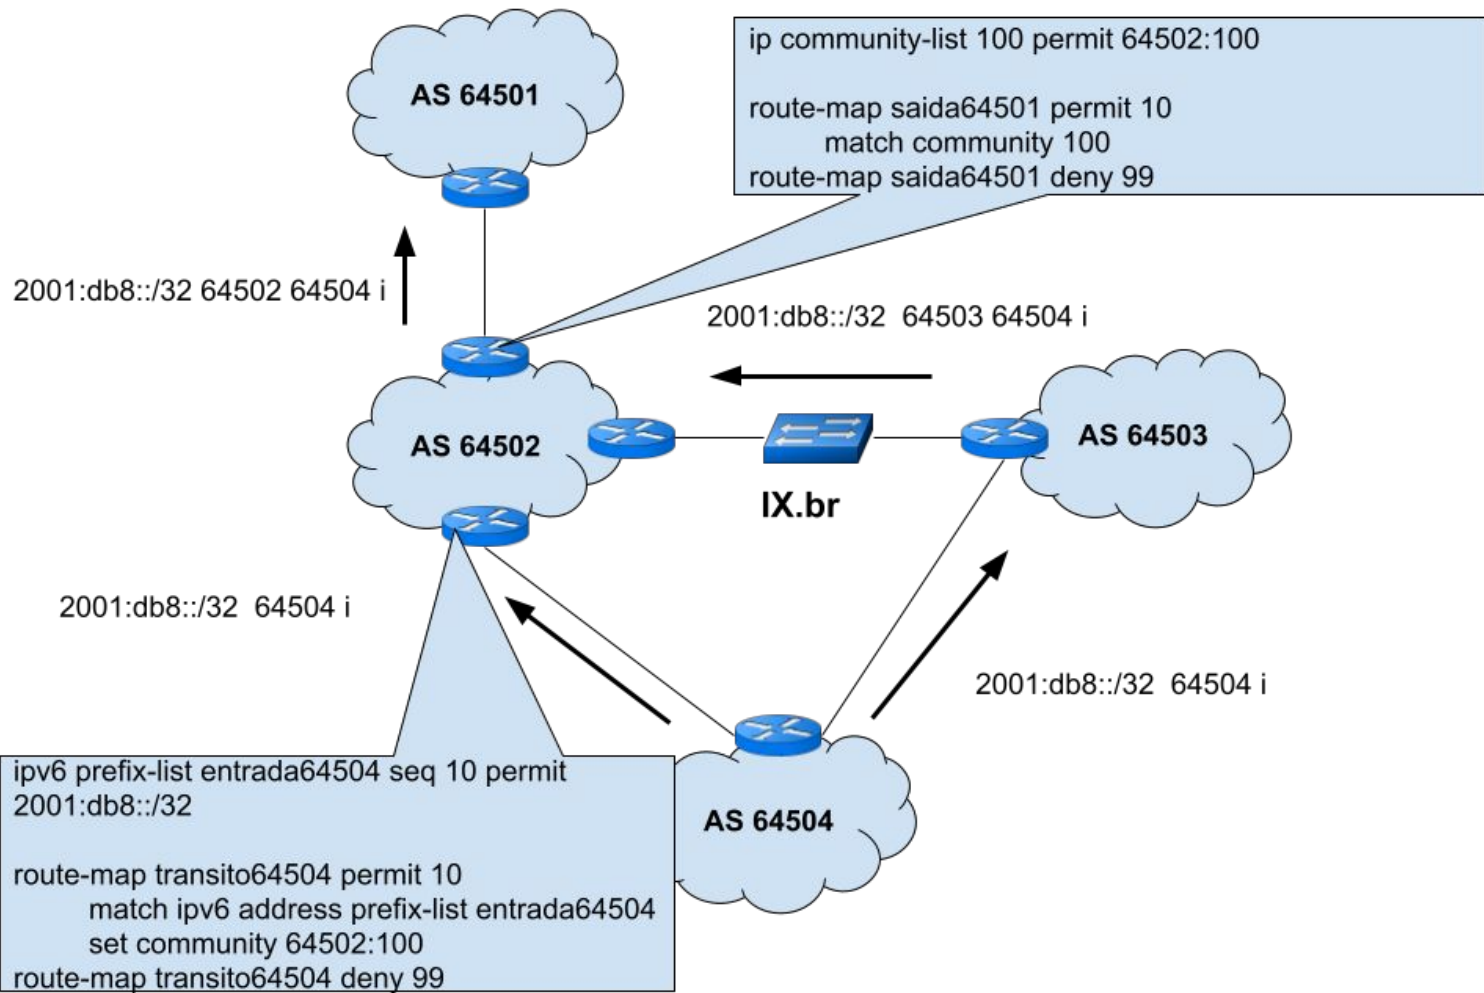 AS 64501
ip community-list 100 permit 64502:100
route-map saida64501 permit 10
match community 100
route-map saida64501 deny 99
2001:db8::/32 64502 64504 i
2001:db8::/32  64503 64504 i
AS 64502
AS 64503
IX.br
2001:db8::/32  64504 i
2001:db8::/32  64504 i
ipv6 prefix-list entrada64504 seq 10 permit
2001:db8::/32
route-map transito64504 permit 10
match ipv6 address prefix-list entrada64504
set community 64502:100
route-map transito64504 deny 99
AS 64504